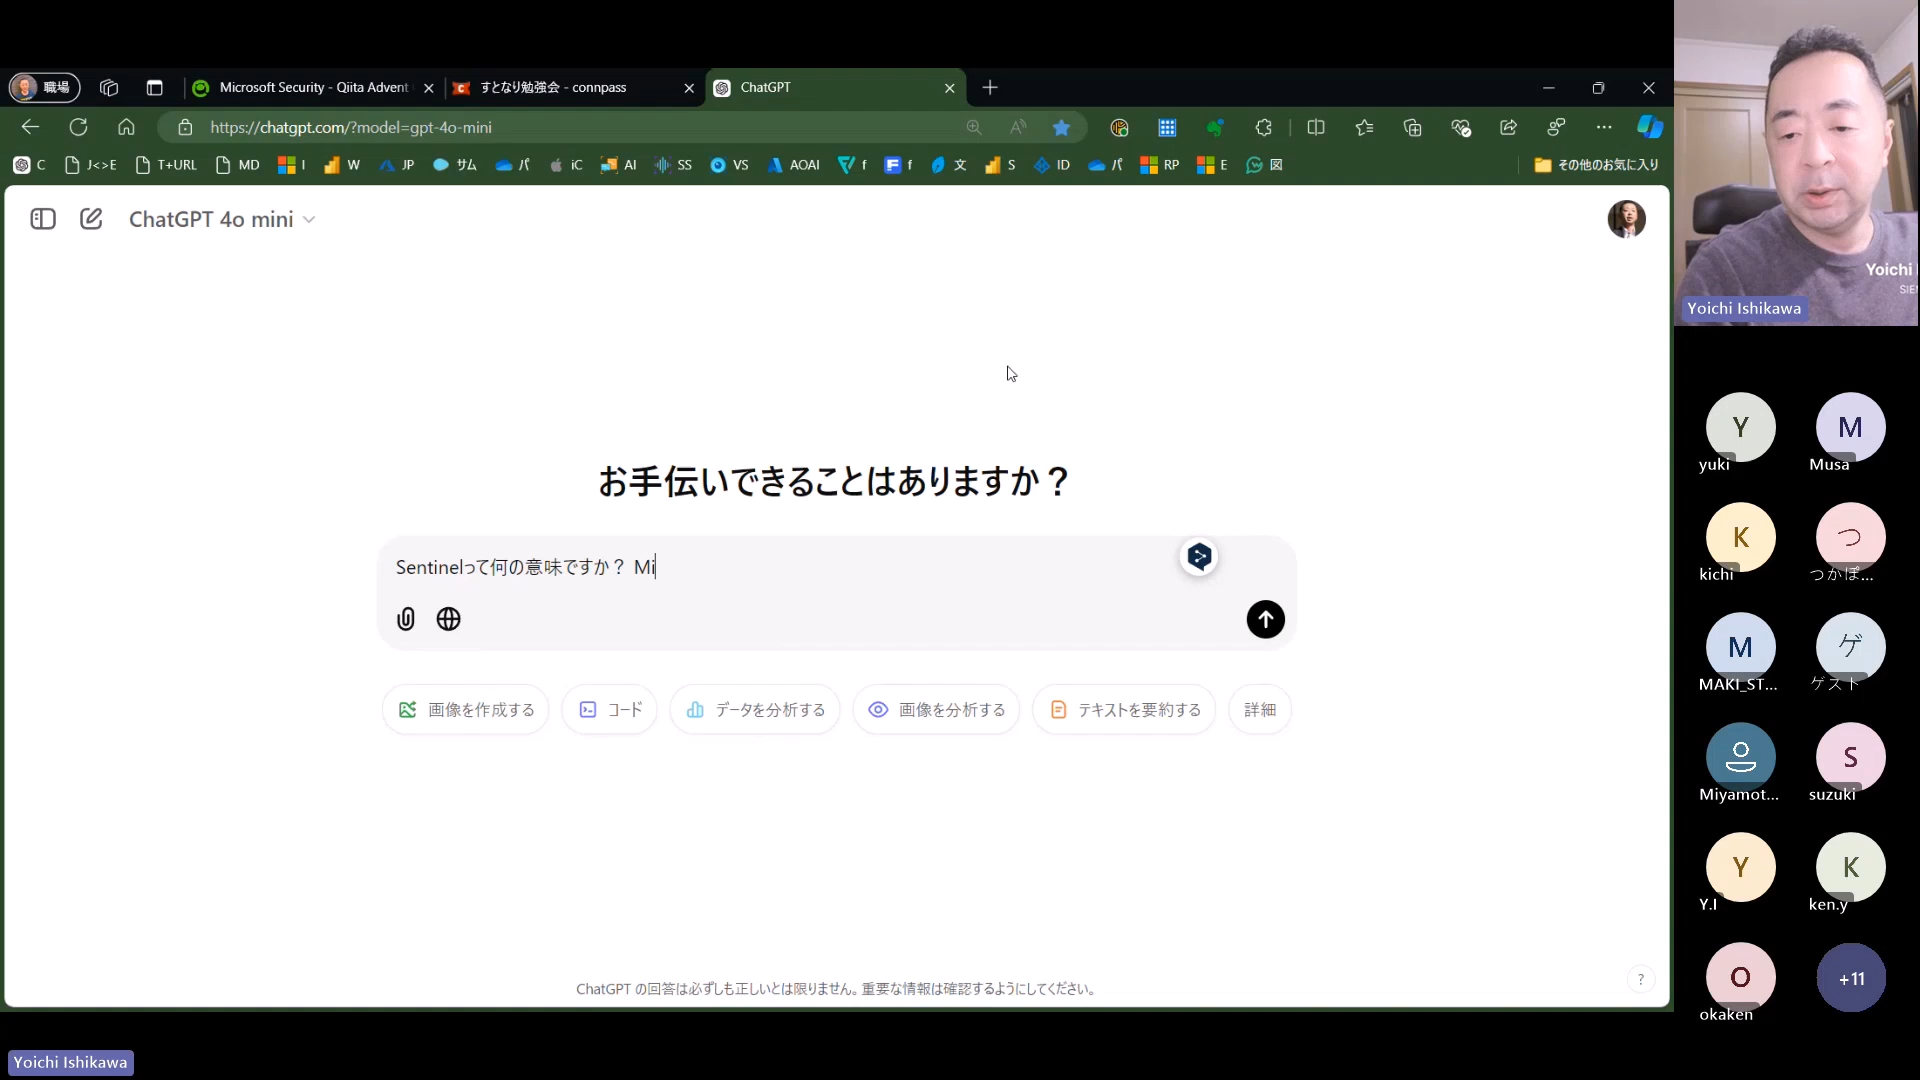 職場
Microsoft Security - Qiita Advent
すとなり勉強会 - connpass
ChatGPT
https://chatgpt.com/?model=gpt-4o-mini
C
J<>E
T+URL
MD
I
W
JP
サム
パ
iC
AI
SS
VS
AOAI
f
f
文
S
ID
パ
RP
E
図
その他のお気に入り
ChatGPT 4o mini
お手伝いできることはありますか？
Sentinelって何の意味ですか？ Mi
画像を作成する
コード
データを分析する
画像を分析する
テキストを要約する
詳細
ChatGPT の回答は必ずしも正しいとは限りません。重要な情報は確認するようにしてください。
?
Yoichi
SIE
Yoichi Ishikawa
Y
yuki
M
Musa
K
kichi
つ
つかぽ...
M
MAKI_ST...
ゲ
ゲスト
Miyamot...
S
suzuki
Y
Y.I
K
ken.y
O
okaken
+11
Yoichi Ishikawa